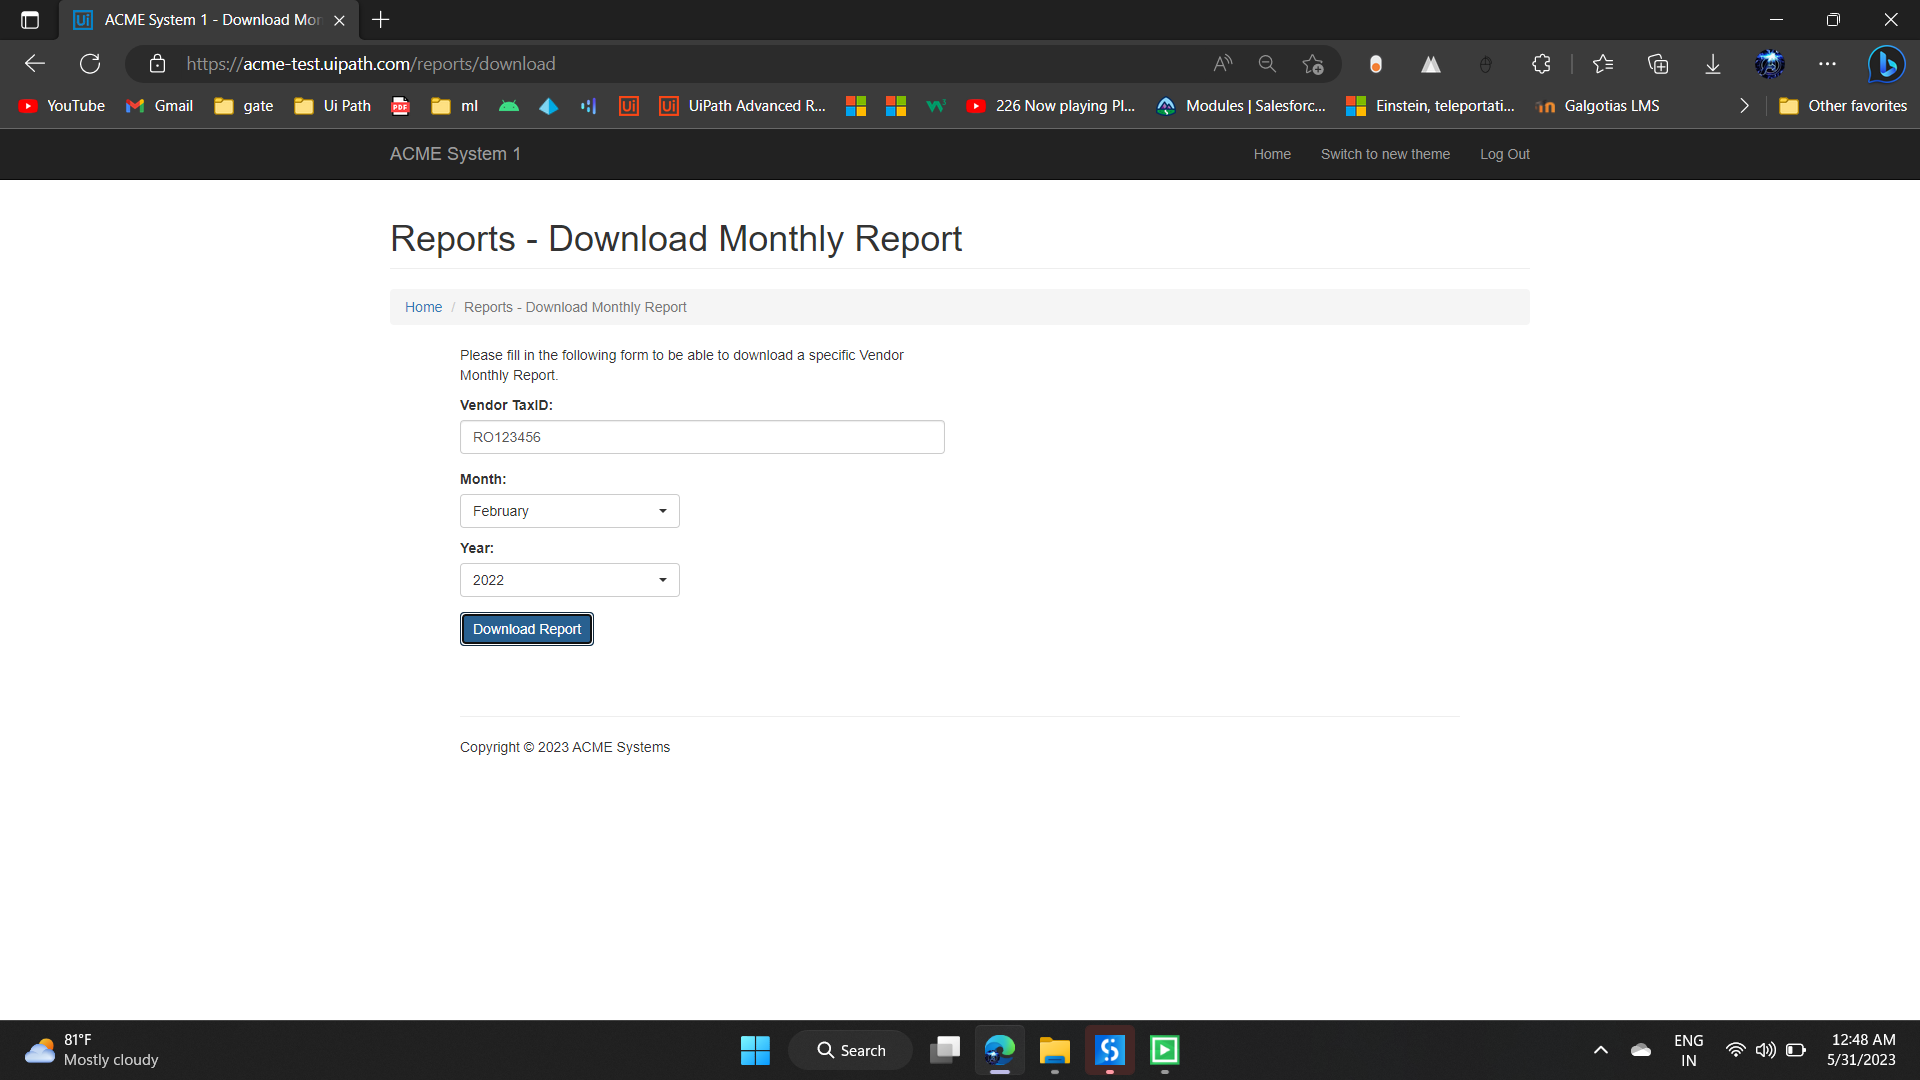 ACME System 1 - Download Mon
https://acme-test.uipath.com/reports/download
YouTube
Gmail
gate
Ui Path
PDF
ml
Ui
Ui
UiPath Advanced R...
226 Now playing Pl...
Modules | Salesforc...
Einstein, teleportati...
Galgotias LMS
Other favorites
ACME System 1
Home
Switch to new theme
Log Out
Reports - Download Monthly Report
Home / Reports - Download Monthly Report
Please fill in the following form to be able to download a specific Vendor
Monthly Report.
Vendor TaxID:
RO123456
Month:
February
Year:
2022
Download Report
Copyright © 2023 ACME Systems
81°F
Mostly cloudy
Search
ENG
IN
12:48 AM
5/31/2023